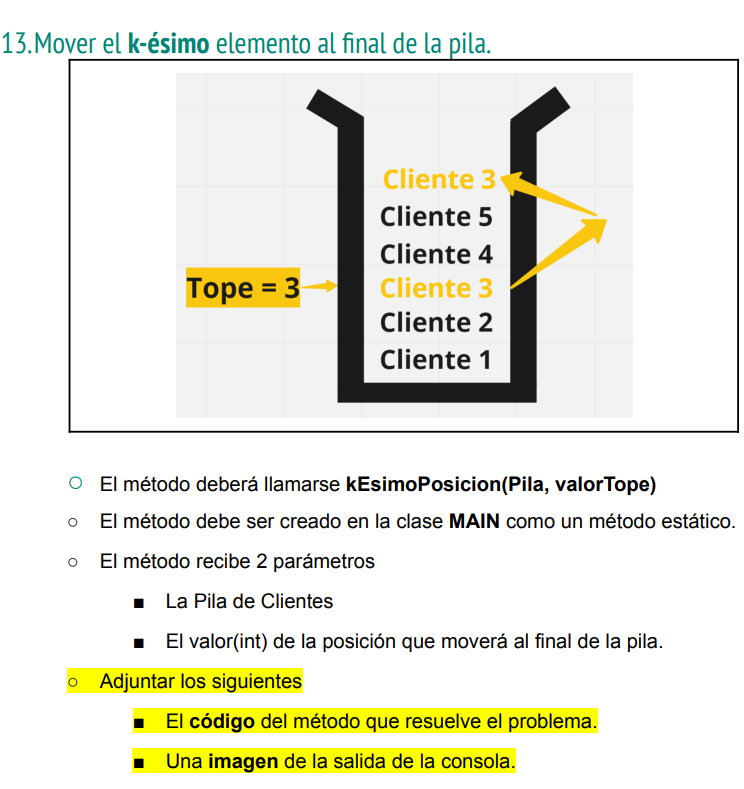 13.Mover el k-ésimo elemento al final de la pila.
Cliente 3
Cliente 5
Cliente 4
Tope = 3
Cliente 3
Cliente 2
Cliente 1
○ El método deberá llamarse kEsimoPosicion(Pila, valorTope)
○ El método debe ser creado en la clase MAIN como un método estático.
○ El método recibe 2 parámetros
■ La Pila de Clientes
■ El valor(int) de la posición que moverá al final de la pila.
○ Adjuntar los siguientes
■ El código del método que resuelve el problema.
■ Una imagen de la salida de la consola.